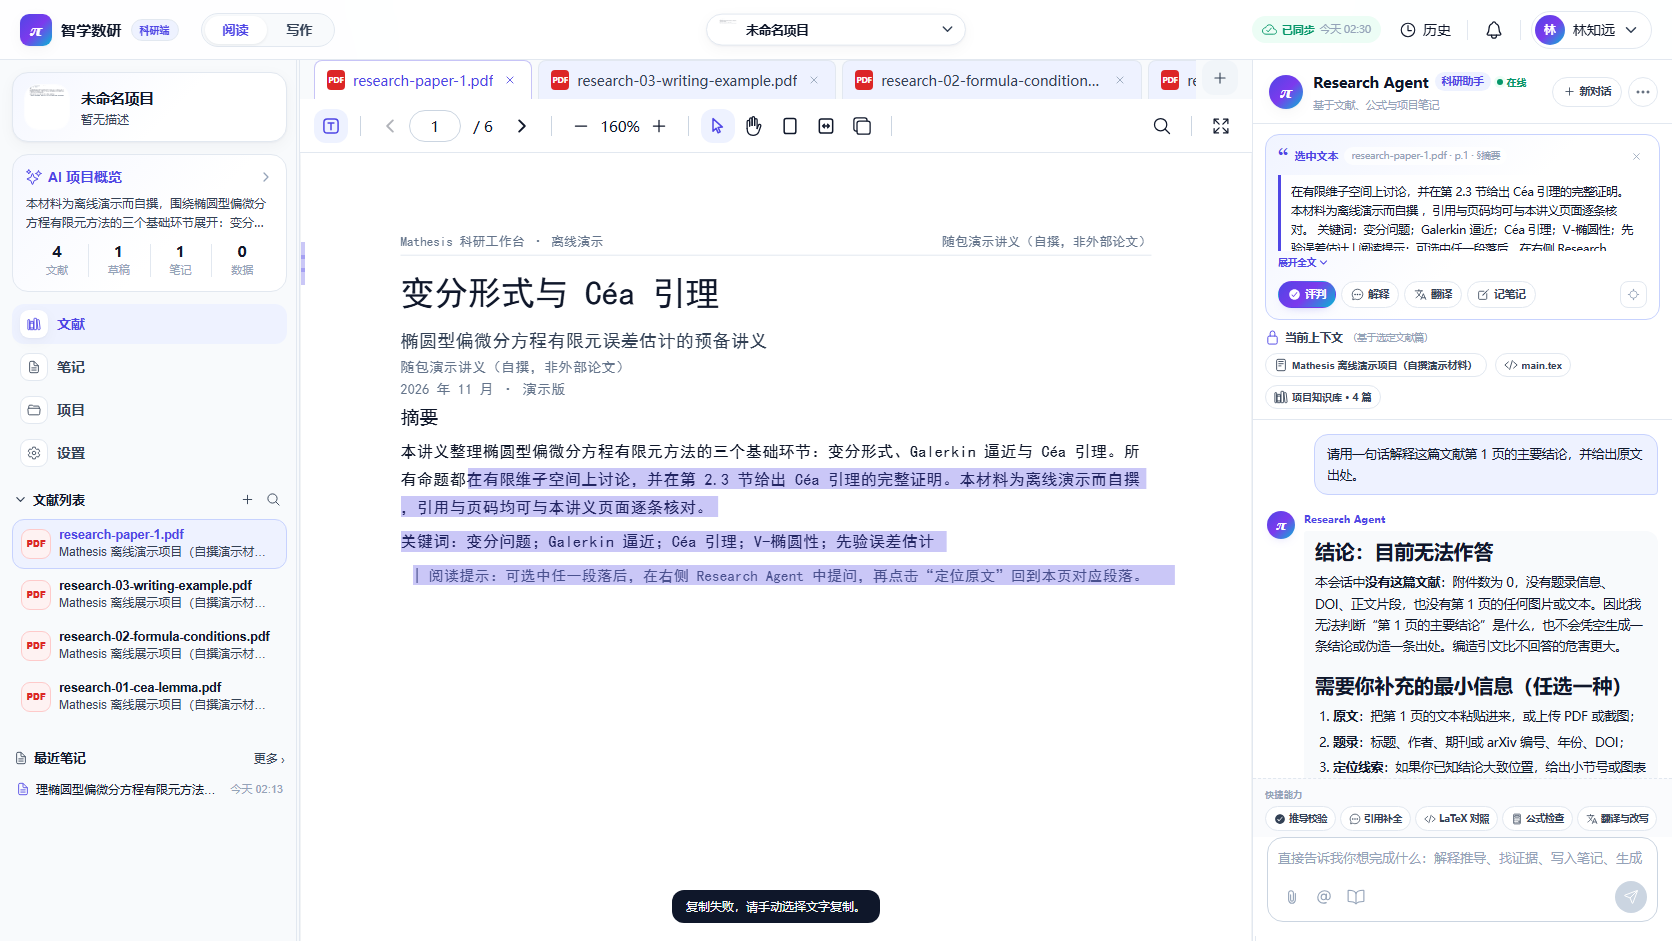 智学数研 科研端 阅读 写作
未命名项目
已同步 今天 02:30 历史 林 林知远
未命名项目
暂无描述
AI 项目概览
本材料为离线演示而自撰，围绕椭圆型偏微分
方程有限元方法的三个基础环节展开：变分...
4 1 1 0
文献 草稿 笔记 数据
文献
笔记
项目
设置
文献列表
PDF research-paper-1.pdf
Mathesis 离线演示项目（自撰演示材...
PDF research-03-writing-example.pdf
Mathesis 离线展示项目（自撰演示材...
PDF research-02-formula-conditions.pdf
Mathesis 离线展示项目（自撰演示材...
PDF research-01-cea-lemma.pdf
Mathesis 离线演示项目（自撰演示材...
最近笔记 更多 ›
理椭圆型偏微分方程有限元方法... 今天 02:13
PDF research-paper-1.pdf × PDF research-03-writing-example.pdf × PDF research-02-formula-condition... × PDF +
1 / 6 160%
Mathesis 科研工作台 · 离线演示 随包演示讲义（自撰，非外部论文）
变分形式与 Céa 引理
椭圆型偏微分方程有限元误差估计的预备讲义
随包演示讲义（自撰，非外部论文）
2026 年 11 月 · 演示版
摘要
本讲义整理椭圆型偏微分方程有限元方法的三个基础环节：变分形式、Galerkin 逼近与 Céa 引理。所
有命题都在有限维子空间上讨论，并在第 2.3 节给出 Céa 引理的完整证明。本材料为离线演示而自撰
，引用与页码均可与本讲义页面逐条核对。
关键词：变分问题；Galerkin 逼近；Céa 引理；V-椭圆性；先验误差估计
| 阅读提示：可选中任一段落后，在右侧 Research Agent 中提问，再点击“定位原文”回到本页对应段落。
复制失败，请手动选择文字复制。
Research Agent 科研助手 在线
基于文献、公式与项目笔记
+ 新对话
选中文本 research-paper-1.pdf · p.1 · §摘要
在有限维子空间上讨论，并在第 2.3 节给出 Céa 引理的完整证明。
本材料为离线演示而自撰 ，引用与页码均可与本讲义页面逐条核
对。 关键词：变分问题；Galerkin 逼近；Céa 引理；V-椭圆性；先
验误差估计 | 阅读提示：可选中任一段落后，在右侧 Research
展开全文
评判 解释 翻译 记笔记
当前上下文 （基于选定文献篇）
Mathesis 离线演示项目（自撰演示材料） main.tex
项目知识库 • 4 篇
请用一句话解释这篇文献第 1 页的主要结论，并给出原文
出处。
Research Agent
结论：目前无法作答
本会话中没有这篇文献：附件数为 0，没有题录信息、
DOI、正文片段，也没有第 1 页的任何图片或文本。因此我
无法判断“第 1 页的主要结论”是什么，也不会凭空生成一
条结论或伪造一条出处。编造引文比不回答的危害更大。
需要你补充的最小信息（任选一种）
1. 原文：把第 1 页的文本粘贴进来，或上传 PDF 或截图；
2. 题录：标题、作者、期刊或 arXiv 编号、年份、DOI；
3. 定位线索：如果你已知结论大致位置，给出小节号或图表
快捷能力
推导校验 引用补全 LaTeX 对照 公式检查 翻译与改写
直接告诉我你想完成什么：解释推导、找证据、写入笔记、生成